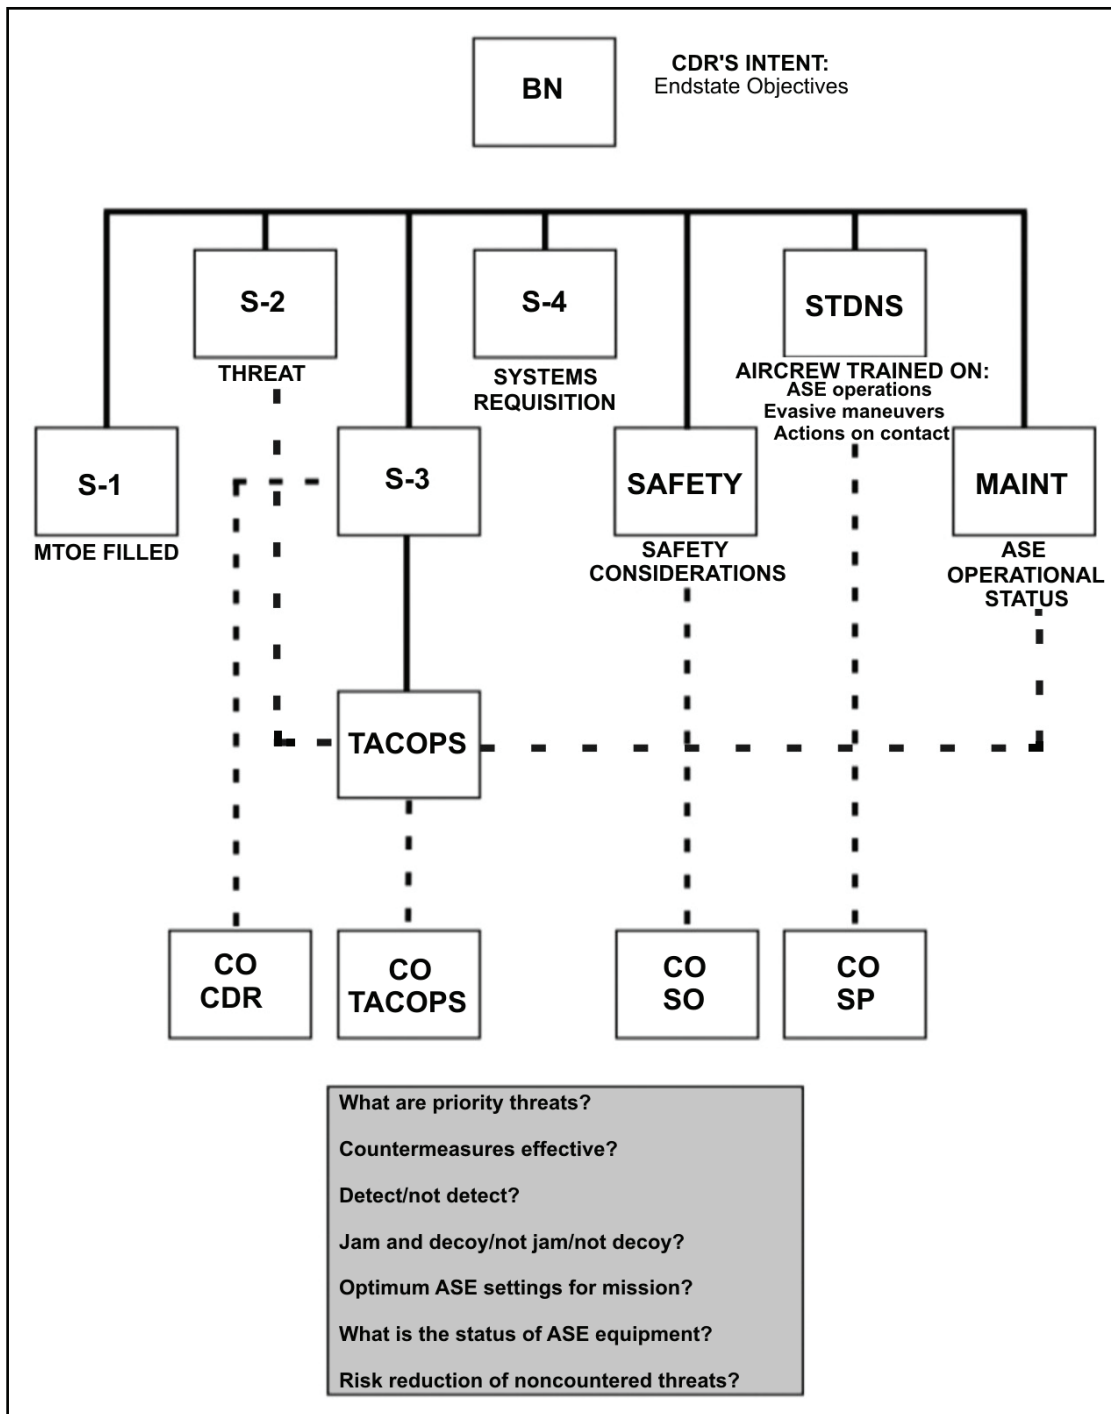 BN
CDR'S INTENT:
Endstate Objectives
S-2
THREAT
S-4
SYSTEMS
REQUISITION
STDNS
AIRCREW TRAINED ON:
ASE operations
Evasive maneuvers
Actions on contact
S-1
MTOE FILLED
S-3
SAFETY
SAFETY
CONSIDERATIONS
MAINT
ASE
OPERATIONAL
STATUS
TACOPS
CO
CDR
CO
TACOPS
CO
SO
CO
SP
What are priority threats?
Countermeasures effective?
Detect/not detect?
Jam and decoy/not jam/not decoy?
Optimum ASE settings for mission?
What is the status of ASE equipment?
Risk reduction of noncountered threats?